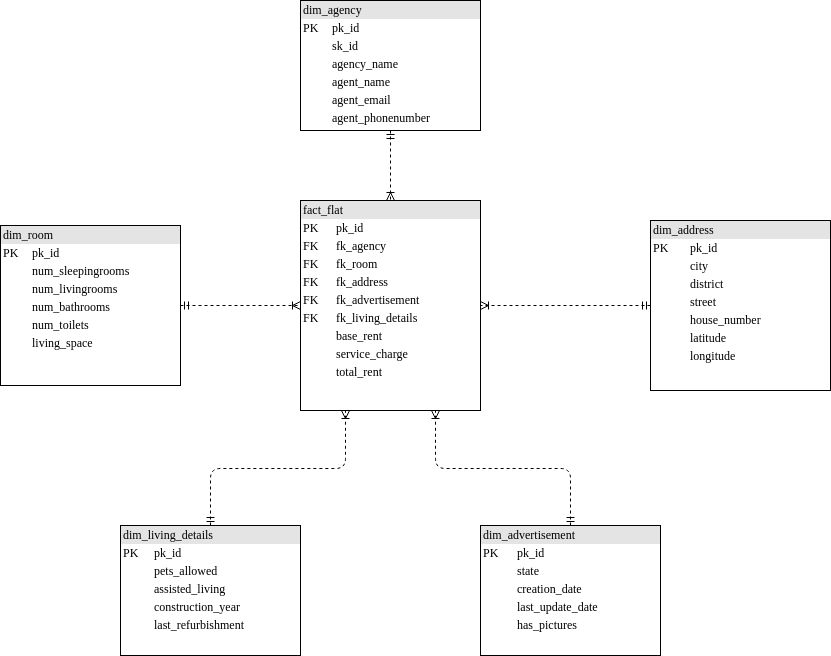 dim_agency
PK pk_id
sk_id
agency_name
agent_name
agent_email
agent_phonenumber
dim_room
PK pk_id
num_sleepingrooms
num_livingrooms
num_bathrooms
num_toilets
living_space
fact_flat
PK pk_id
FK fk_agency
FK fk_room
FK fk_address
FK fk_advertisement
FK fk_living_details
base_rent
service_charge
total_rent
dim_address
PK pk_id
city
district
street
house_number
latitude
longitude
dim_living_details
PK pk_id
pets_allowed
assisted_living
construction_year
last_refurbishment
dim_advertisement
PK pk_id
state
creation_date
last_update_date
has_pictures